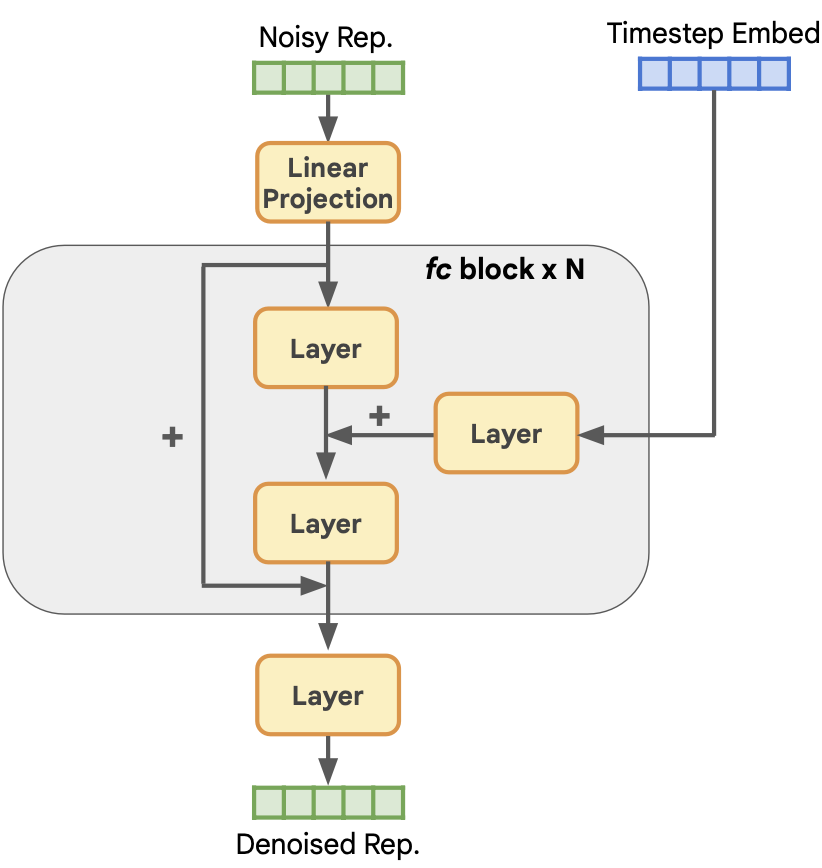 Noisy Rep.
Timestep Embed
Linear
Projection
fc block x N
Layer
+
Layer
+
Layer
Layer
Denoised Rep.